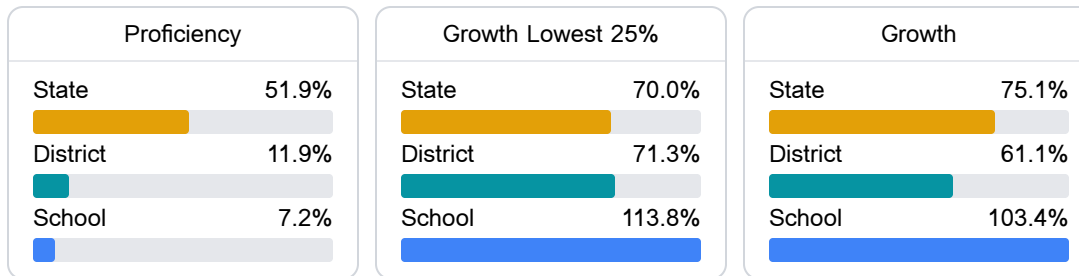 Proficiency
State 51.9%
District 11.9%
School 7.2%
Growth Lowest 25%
State 70.0%
District 71.3%
School 113.8%
Growth
State 75.1%
District 61.1%
School 103.4%